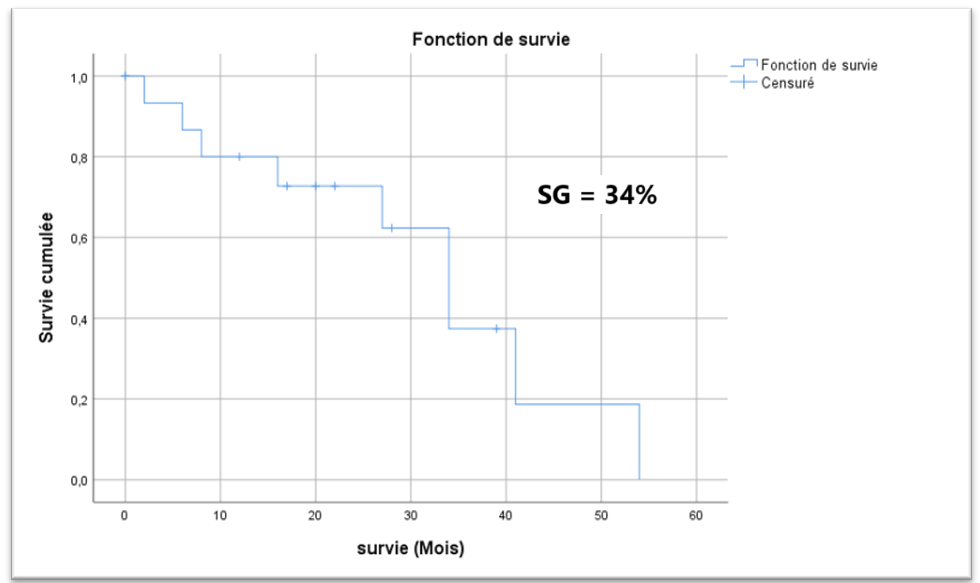 Fonction de survie
Fonction de survie
Censuré
SG = 34%
Survie cumulée
1,0
0,8
0,6
0,4
0,2
0,0
0 10 20 30 40 50 60
survie (Mois)